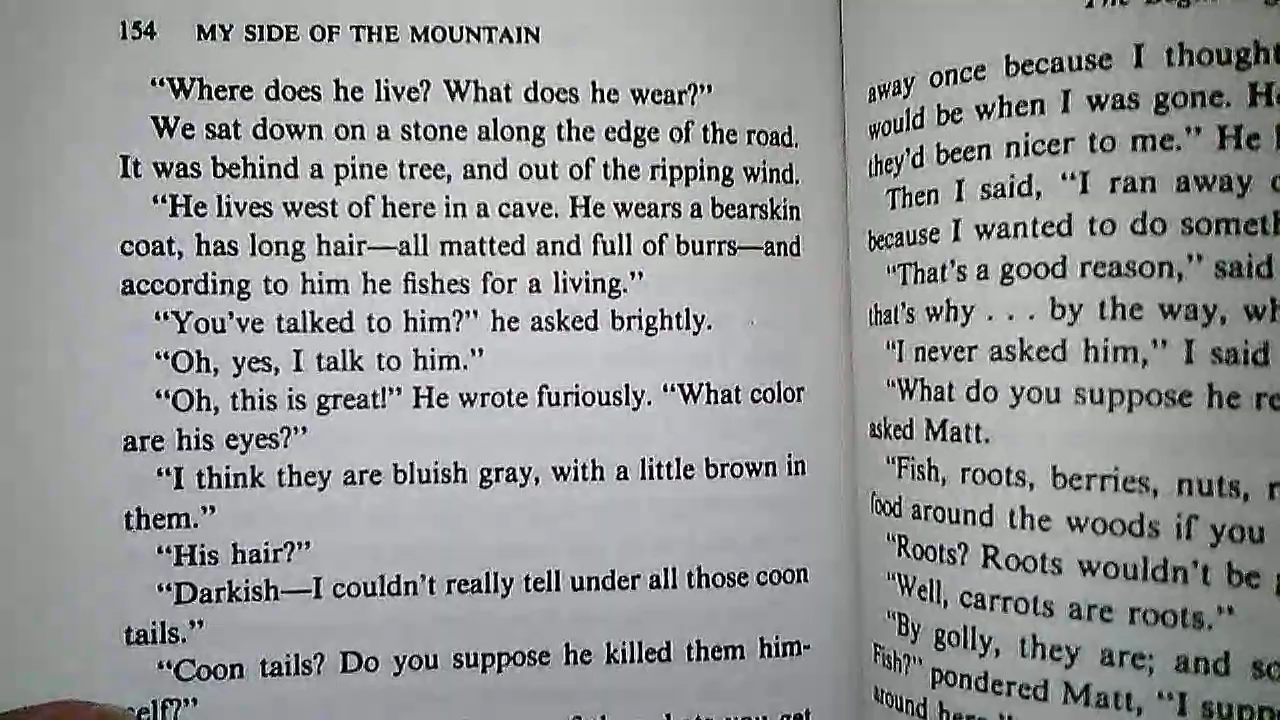 154 MY SIDE OF THE MOUNTAIN
“Where does he live? What does he wear?”
We sat down on a stone along the edge of the road.
It was behind a pine tree, and out of the ripping wind.
“He lives west of here in a cave. He wears a bearskin
coat, has long hair—all matted and full of burrs—and
according to him he fishes for a living.”
“You’ve talked to him?” he asked brightly.
“Oh, yes, I talk to him.”
“Oh, this is great!” He wrote furiously. “What color
are his eyes?”
“I think they are bluish gray, with a little brown in
them.”
“His hair?”
“Darkish—I couldn’t really tell under all those coon
tails.”
“Coon tails? Do you suppose he killed them him-
self?”
The
away once because I thought
would be when I was gone.
they’d been nicer to me.” He
Then I said, “I ran away
because I wanted to do
“That’s a good reason,” said
that’s why . . . by the way,
“I never asked him,” I said
“What do you suppose he
asked Matt.
“Fish, roots, berries, nuts,
food around the woods if you
“Roots? Roots wouldn’t be
“Well, carrots are roots.”
“By golly, they are; and
Fish?” pondered Matt, “I
around